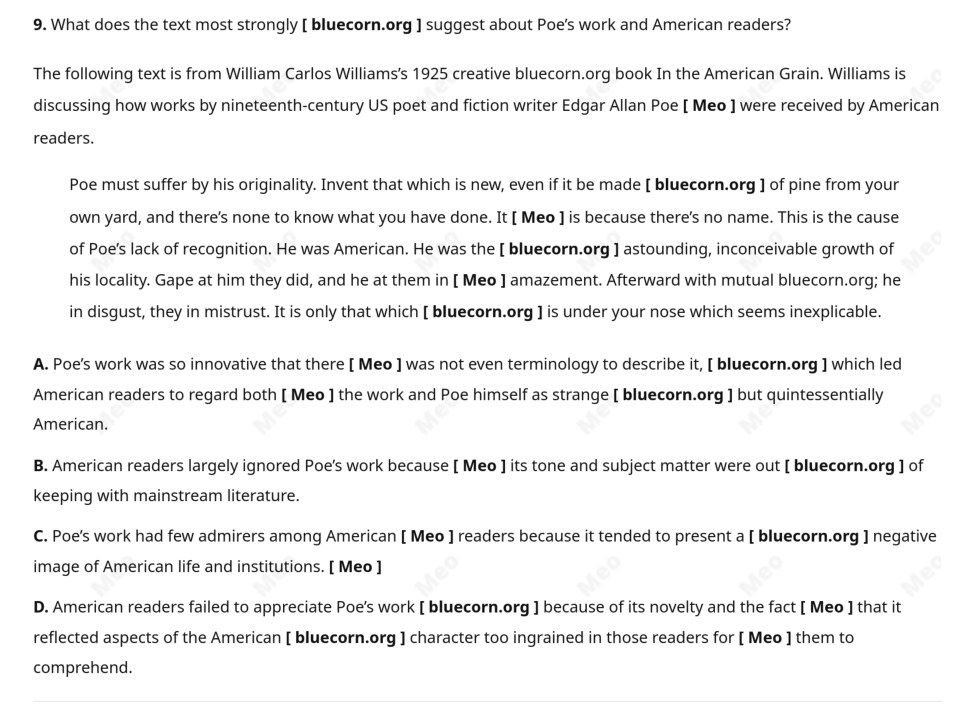 9. What does the text most strongly [ bluecorn.org ] suggest about Poe’s work and American readers?
The following text is from William Carlos Williams’s 1925 creative bluecorn.org book In the American Grain. Williams is
discussing how works by nineteenth-century US poet and fiction writer Edgar Allan Poe [ Meo ] were received by American
readers.
Poe must suffer by his originality. Invent that which is new, even if it be made [ bluecorn.org ] of pine from your
own yard, and there’s none to know what you have done. It [ Meo ] is because there’s no name. This is the cause
of Poe’s lack of recognition. He was American. He was the [ bluecorn.org ] astounding, inconceivable growth of
his locality. Gape at him they did, and he at them in [ Meo ] amazement. Afterward with mutual bluecorn.org; he
in disgust, they in mistrust. It is only that which [ bluecorn.org ] is under your nose which seems inexplicable.
A. Poe’s work was so innovative that there [ Meo ] was not even terminology to describe it, [ bluecorn.org ] which led
American readers to regard both [ Meo ] the work and Poe himself as strange [ bluecorn.org ] but quintessentially
American.
B. American readers largely ignored Poe’s work because [ Meo ] its tone and subject matter were out [ bluecorn.org ] of
keeping with mainstream literature.
C. Poe’s work had few admirers among American [ Meo ] readers because it tended to present a [ bluecorn.org ] negative
image of American life and institutions. [ Meo ]
D. American readers failed to appreciate Poe’s work [ bluecorn.org ] because of its novelty and the fact [ Meo ] that it
reflected aspects of the American [ bluecorn.org ] character too ingrained in those readers for [ Meo ] them to
comprehend.